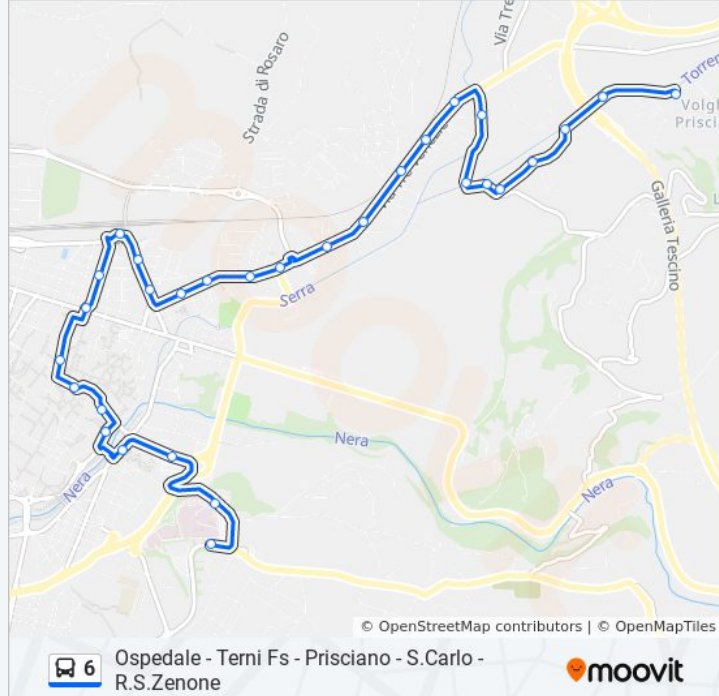 Via Tre
Strada di Rosaro
Torre
Volgh
Prisci
Galleria Tescino
Serra
Nera
Nera
Nera
© OpenStreetMap contributors | © OpenMapTiles
6 Ospedale - Terni Fs - Prisciano - S.Carlo -
R.S.Zenone
moovit